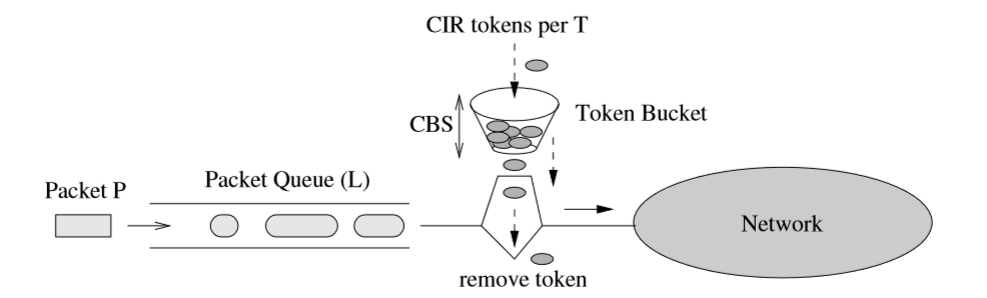 CIR tokens per T
CBS
Token Bucket
Packet P
Packet Queue (L)
Network
remove token